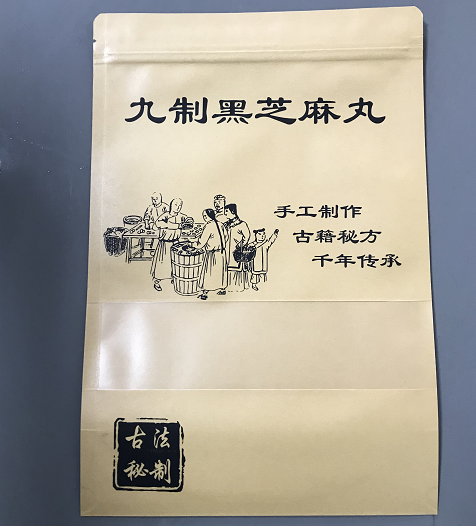 九制黑芝麻丸
手工制作
古籍秘方
千年传承
古法
秘制